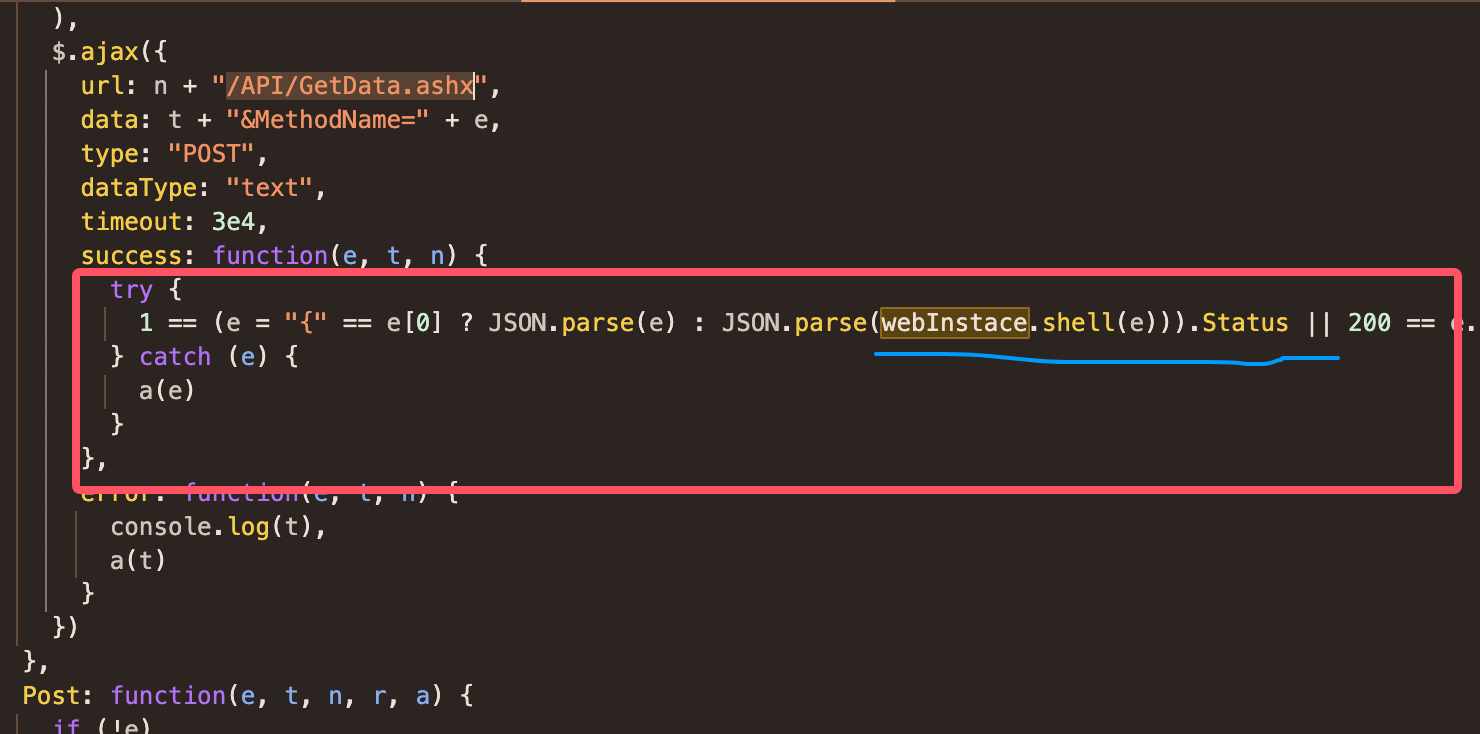 ),
$.ajax({
url: n + "/API/GetData.ashx",
data: t + "&MethodName=" + e,
type: "POST",
dataType: "text",
timeout: 3e4,
success: function(e, t, n) {
try {
1 == (e = "{" == e[0] ? JSON.parse(e) : JSON.parse(webInstace.shell(e))).Status || 200 == e.
} catch (e) {
a(e)
}
},
error: function(e, t, n) {
console.log(t),
a(t)
}
})
},
Post: function(e, t, n, r, a) {
if (!e)